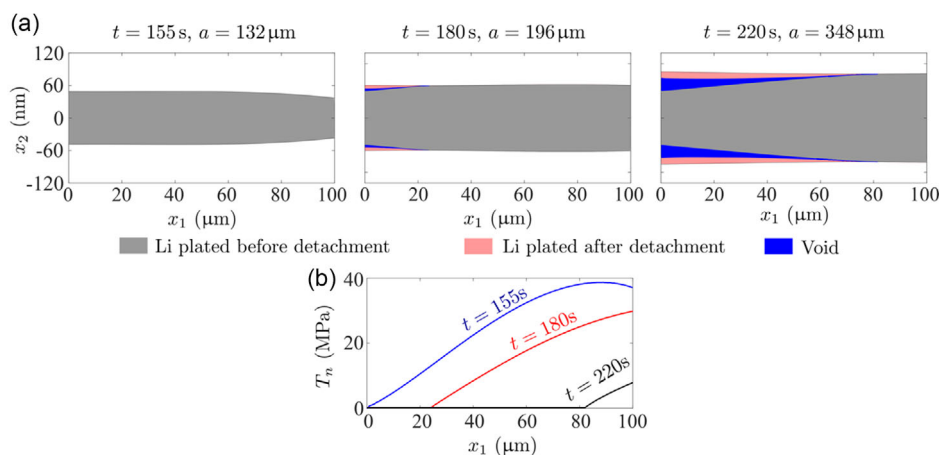 (a)
t = 155 s, a = 132 μm
t = 180 s, a = 196 μm
t = 220 s, a = 348 μm
120
60
0
-60
-120
x₂ (nm)
0 20 40 60 80 100
0 20 40 60 80 100
0 20 40 60 80 100
x₁ (μm)
x₁ (μm)
x₁ (μm)
Li plated before detachment
Li plated after detachment
Void
(b)
40
20
0
Tₙ (MPa)
t = 155s
t = 180s
t = 220s
0 20 40 60 80 100
x₁ (μm)